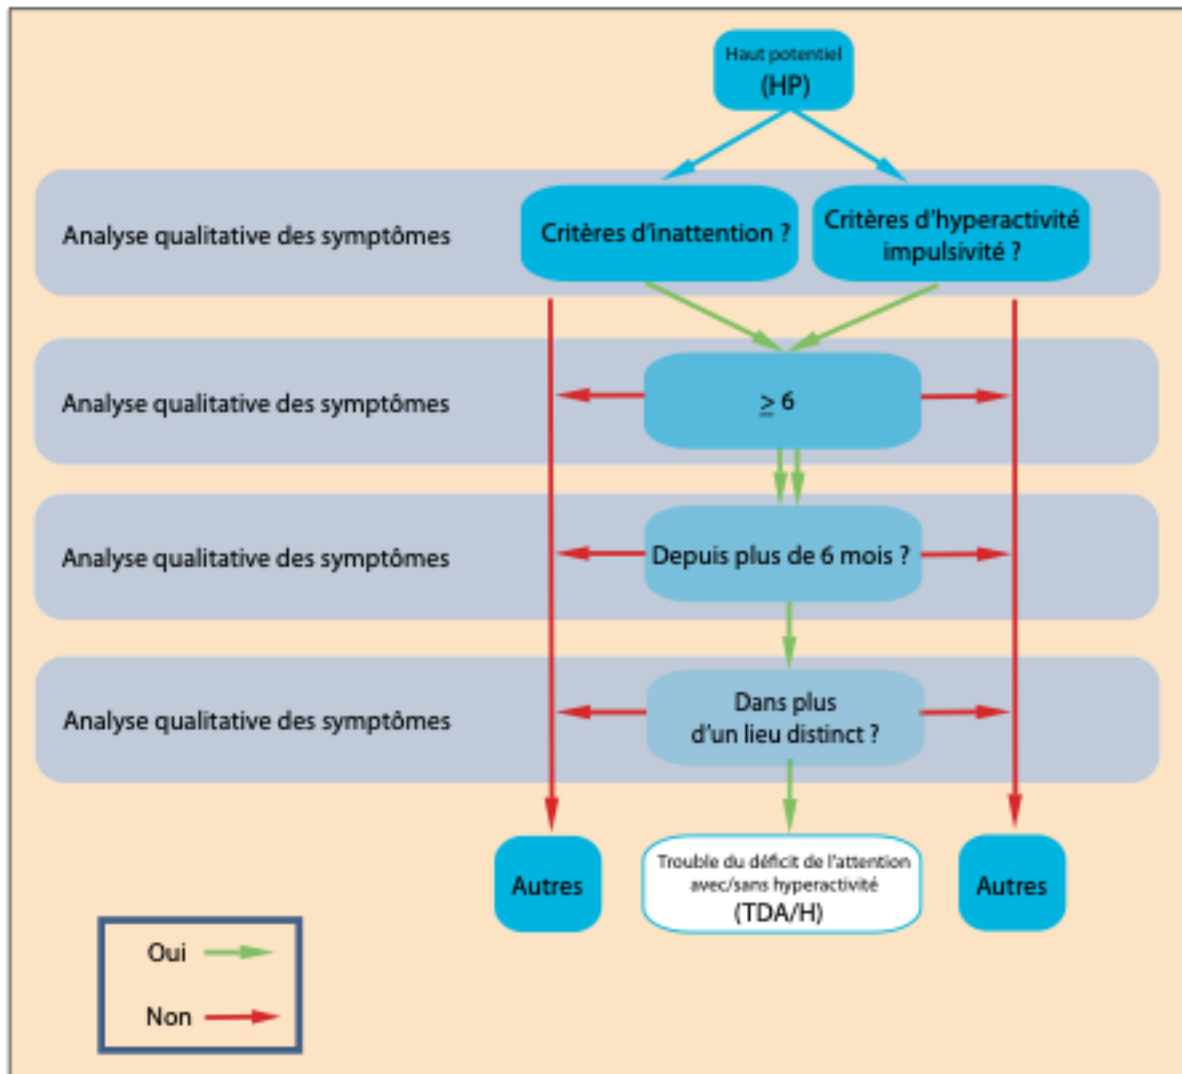 Haut potentiel
(HP)
Analyse qualitative des symptômes
Critères d'inattention ?
Critères d'hyperactivité
impulsivité ?
Analyse qualitative des symptômes
≥ 6
Analyse qualitative des symptômes
Depuis plus de 6 mois ?
Analyse qualitative des symptômes
Dans plus
d'un lieu distinct ?
Autres
Trouble du déficit de l'attention
avec/sans hyperactivité
(TDA/H)
Autres
Oui
Non